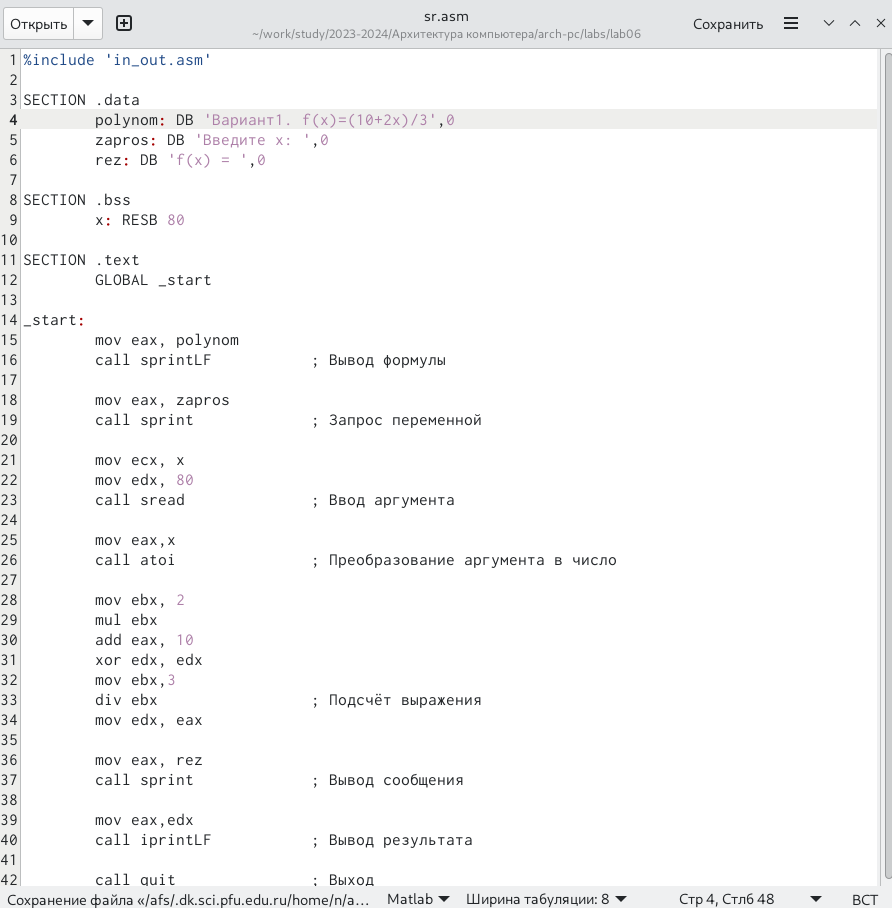 Открыть
sr.asm
~/work/study/2023-2024/Архитектура компьютера/arch-pc/labs/lab06
Сохранить
1 %include 'in_out.asm'
2
3 SECTION .data
4 polynom: DB 'Вариант1. f(x)=(10+2x)/3',0
5 zapros: DB 'Введите x: ',0
6 rez: DB 'f(x) = ',0
7
8 SECTION .bss
9 x: RESB 80
10
11 SECTION .text
12 GLOBAL _start
13
14 _start:
15 mov eax, polynom
16 call sprintLF ; Вывод формулы
17
18 mov eax, zapros
19 call sprint ; Запрос переменной
20
21 mov ecx, x
22 mov edx, 80
23 call sread ; Ввод аргумента
24
25 mov eax,x
26 call atoi ; Преобразование аргумента в число
27
28 mov ebx, 2
29 mul ebx
30 add eax, 10
31 xor edx, edx
32 mov ebx,3
33 div ebx ; Подсчёт выражения
34 mov edx, eax
35
36 mov eax, rez
37 call sprint ; Вывод сообщения
38
39 mov eax,edx
40 call iprintLF ; Вывод результата
41
42 call quit ; Выход
Сохранение файла «/afs/.dk.sci.pfu.edu.ru/home/n/a... Matlab Ширина табуляции: 8 Стр 4, Стлб 48 ВСТ